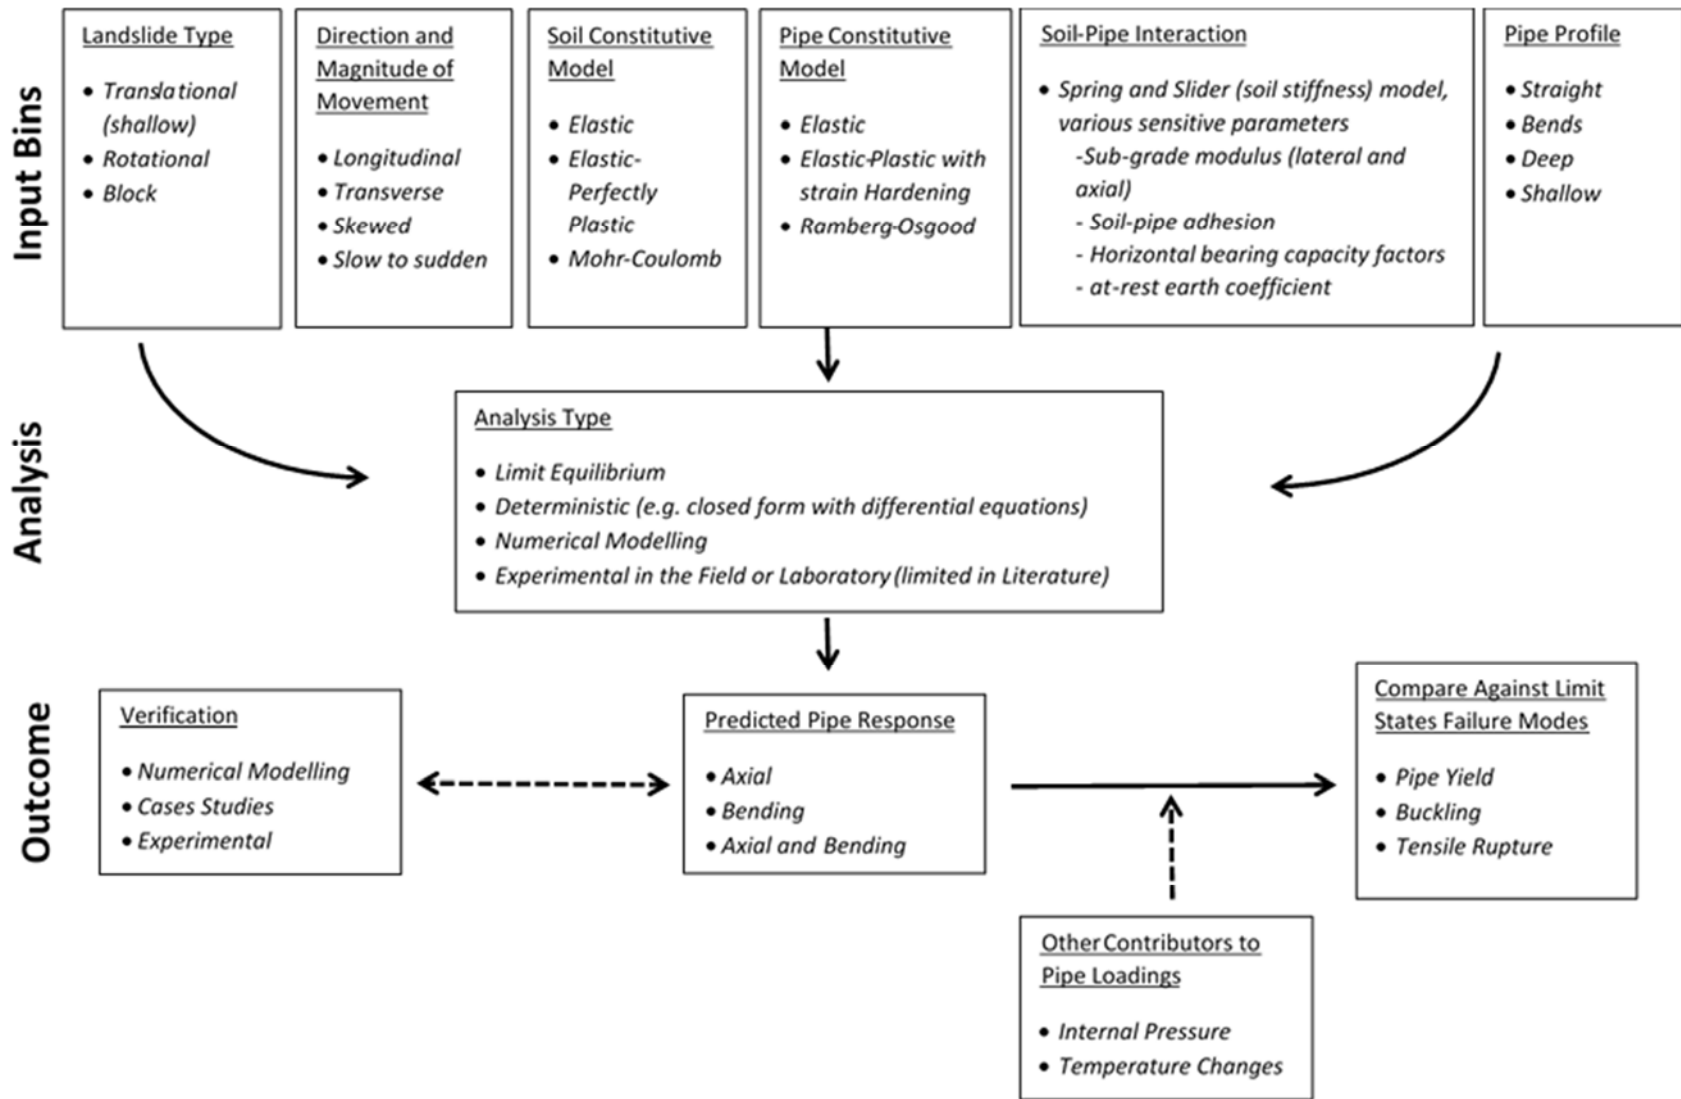 Input Bins
Landslide Type
• Translational
(shallow)
• Rotational
• Block
Direction and
Magnitude of
Movement
• Longitudinal
• Transverse
• Skewed
• Slow to sudden
Soil Constitutive
Model
• Elastic
• Elastic-
Perfectly
Plastic
• Mohr-Coulomb
Pipe Constitutive
Model
• Elastic
• Elastic-Plastic with
strain Hardening
• Ramberg-Osgood
Soil-Pipe Interaction
• Spring and Slider (soil stiffness) model,
various sensitive parameters
-Sub-grade modulus (lateral and
axial)
- Soil-pipe adhesion
- Horizontal bearing capacity factors
- at-rest earth coefficient
Pipe Profile
• Straight
• Bends
• Deep
• Shallow
Analysis
Analysis Type
• Limit Equilibrium
• Deterministic (e.g. closed form with differential equations)
• Numerical Modelling
• Experimental in the Field or Laboratory (limited in Literature)
Outcome
Verification
• Numerical Modelling
• Cases Studies
• Experimental
Predicted Pipe Response
• Axial
• Bending
• Axial and Bending
Compare Against Limit
States Failure Modes
• Pipe Yield
• Buckling
• Tensile Rupture
Other Contributors to
Pipe Loadings
• Internal Pressure
• Temperature Changes